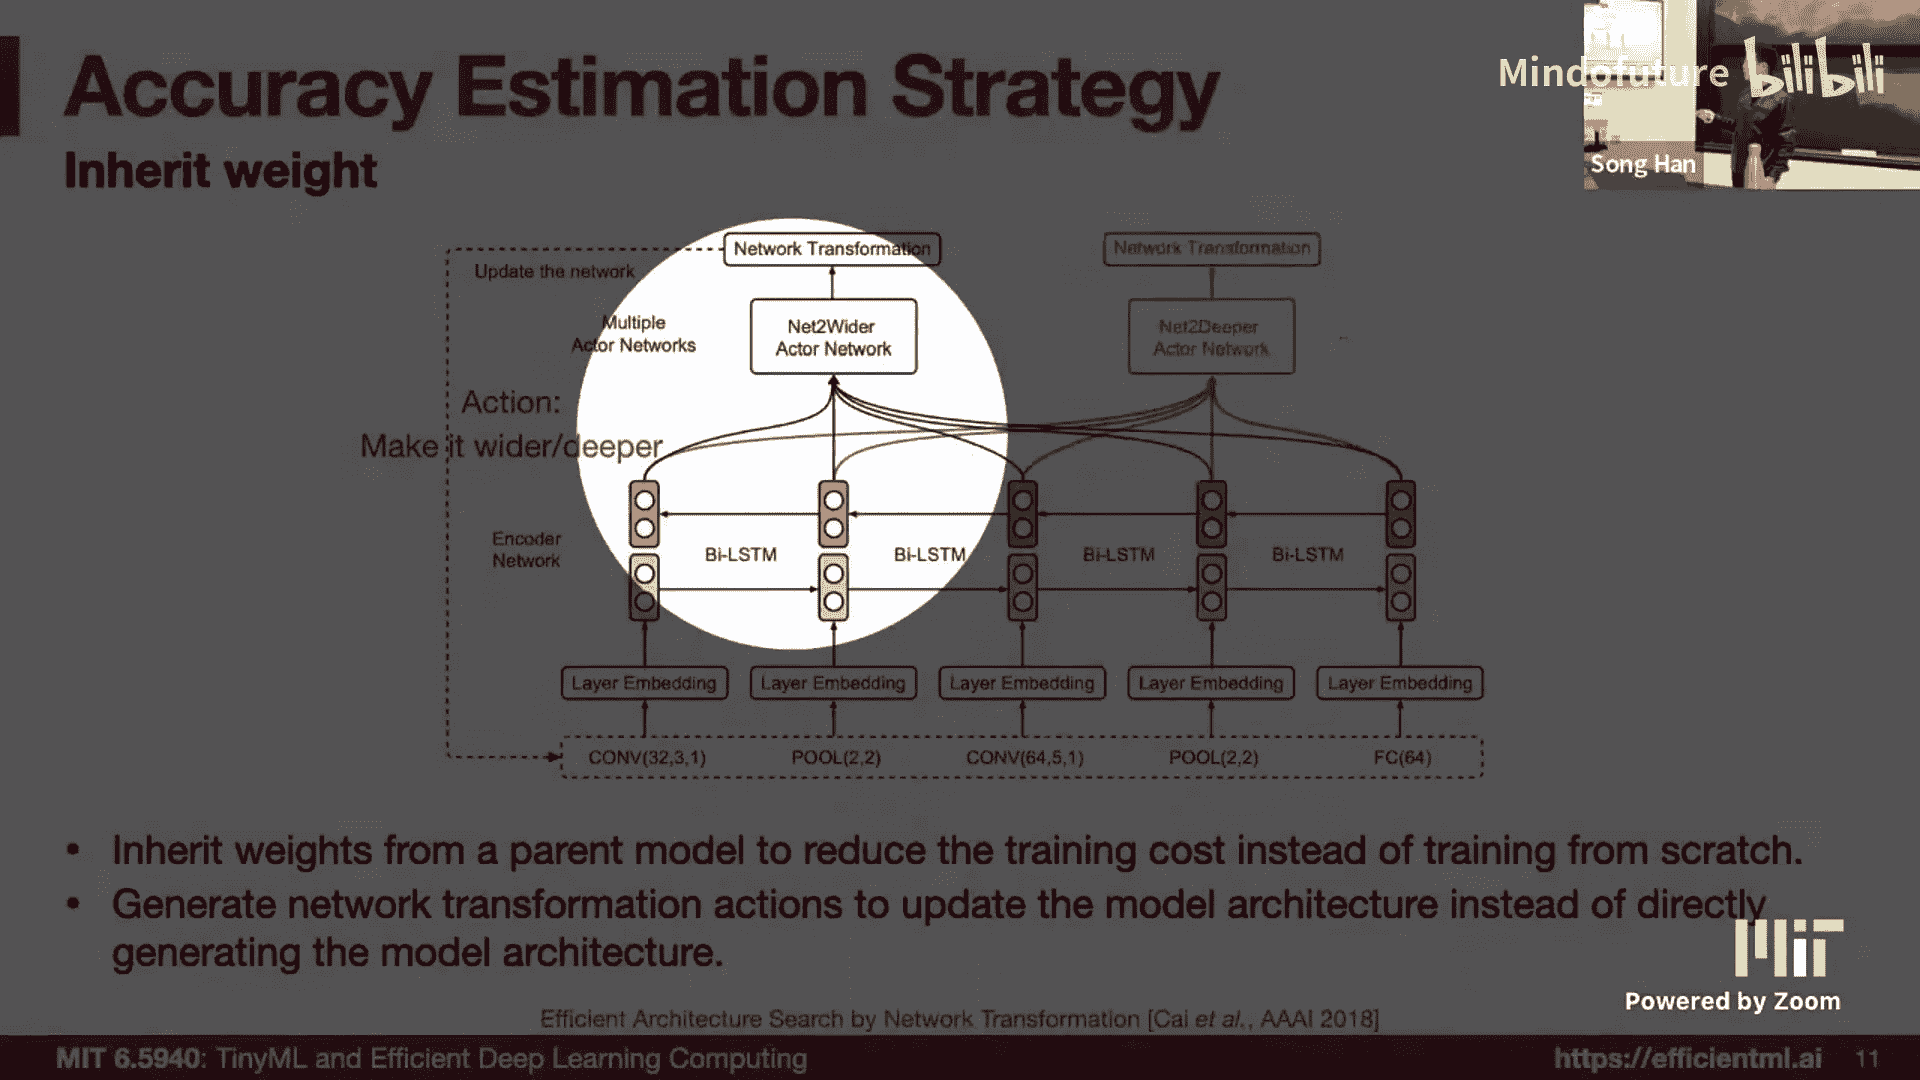 Accuracy Estimation Strategy
Mindofuture bilibili
Song Han
Inherit weight
Network Transformation
Network Transformation
Update the network
Multiple
Actor Networks
Net2Wider
Actor Network
Net2Deeper
Actor Network
Action:
Make it wider/deeper
Encoder
Network
Bi-LSTM
Bi-LSTM
Bi-LSTM
Bi-LSTM
Layer Embedding
Layer Embedding
Layer Embedding
Layer Embedding
Layer Embedding
CONV(32,3,1)
POOL(2,2)
CONV(64,5,1)
POOL(2,2)
FC(64)
• Inherit weights from a parent model to reduce the training cost instead of training from scratch.
• Generate network transformation actions to update the model architecture instead of directly
generating the model architecture.
MIT
Powered by Zoom
Efficient Architecture Search by Network Transformation [Cai et al., AAAI 2018]
MIT 6.5940: TinyML and Efficient Deep Learning Computing
https://efficientml.ai
11